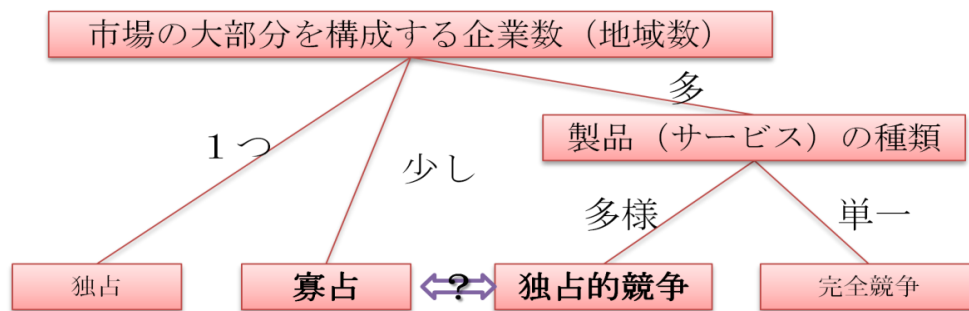 市場の大部分を構成する企業数（地域数）
多
１つ
製品（サービス）の種類
少し
多様
単一
独占
寡占
?
独占的競争
完全競争